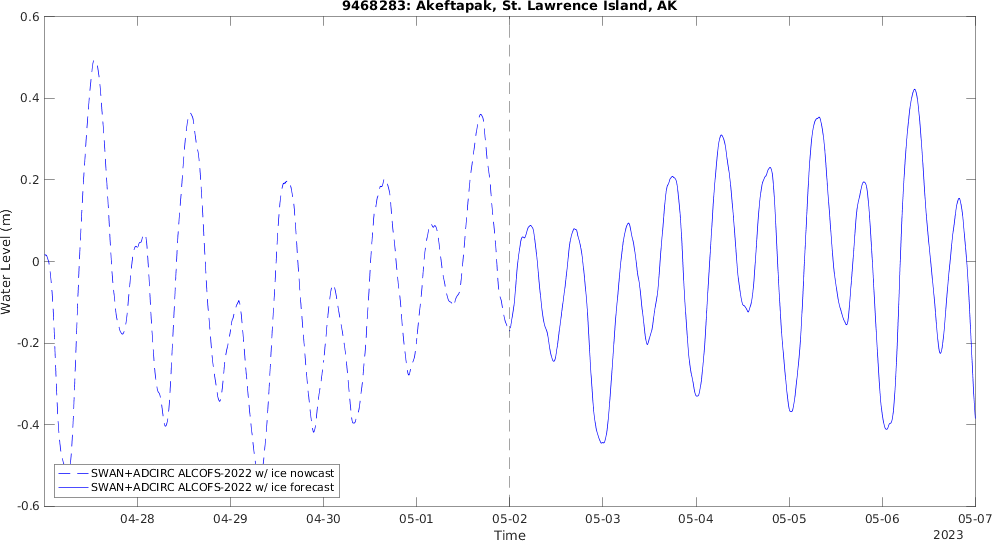 9468283: Akeftapak, St. Lawrence Island, AK
0.6
0.4
0.2
0
-0.2
-0.4
-0.6
Water Level (m)
SWAN+ADCIRC ALCOFS-2022 w/ ice nowcast
SWAN+ADCIRC ALCOFS-2022 w/ ice forecast
04-28 04-29 04-30 05-01 05-02 05-03 05-04 05-05 05-06 05-07
Time
2023